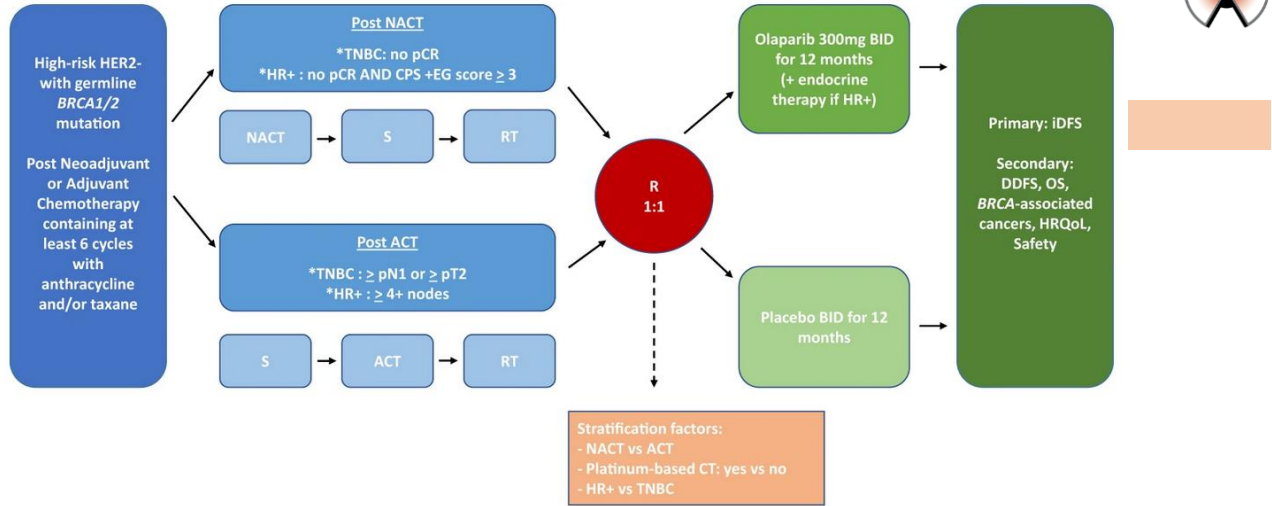 High-risk HER2-
with germline
BRCA1/2
mutation
Post Neoadjuvant
or Adjuvant
Chemotherapy
containing at
least 6 cycles
with
anthracycline
and/or taxane
Post NACT
*TNBC: no pCR
*HR+ : no pCR AND CPS +EG score ≥ 3
NACT
S
RT
Post ACT
*TNBC : ≥ pN1 or ≥ pT2
*HR+ : ≥ 4+ nodes
S
ACT
RT
R
1:1
Stratification factors:
- NACT vs ACT
- Platinum-based CT: yes vs no
- HR+ vs TNBC
Olaparib 300mg BID
for 12 months
(+ endocrine
therapy if HR+)
Placebo BID for 12
months
Primary: iDFS
Secondary:
DDFS, OS,
BRCA-associated
cancers, HRQoL,
Safety